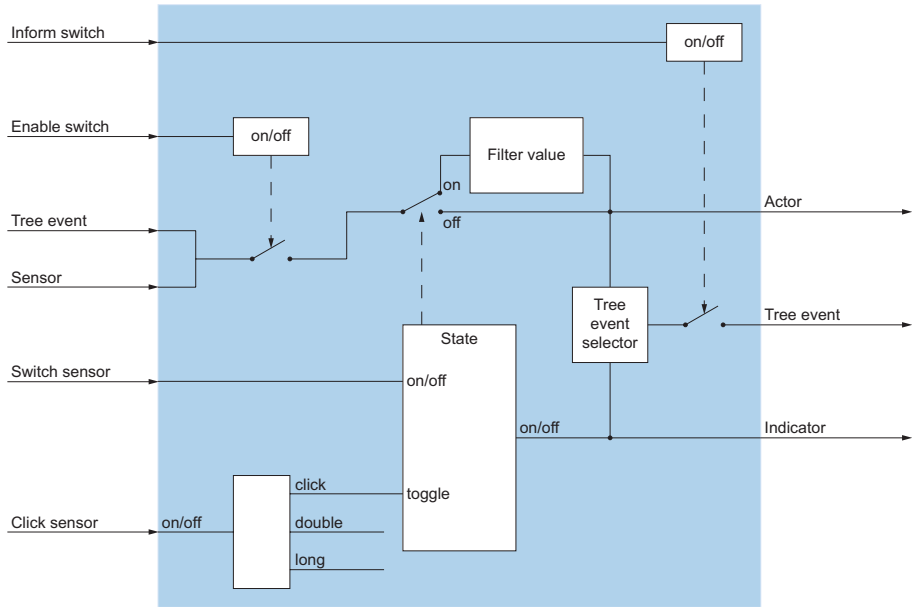 Inform switch
on/off
Enable switch
on/off
Filter value
on
off
Actor
Tree event
Sensor
Tree
event
selector
Tree event
State
Switch sensor
on/off
on/off
Indicator
click
toggle
Click sensor
on/off
double
long